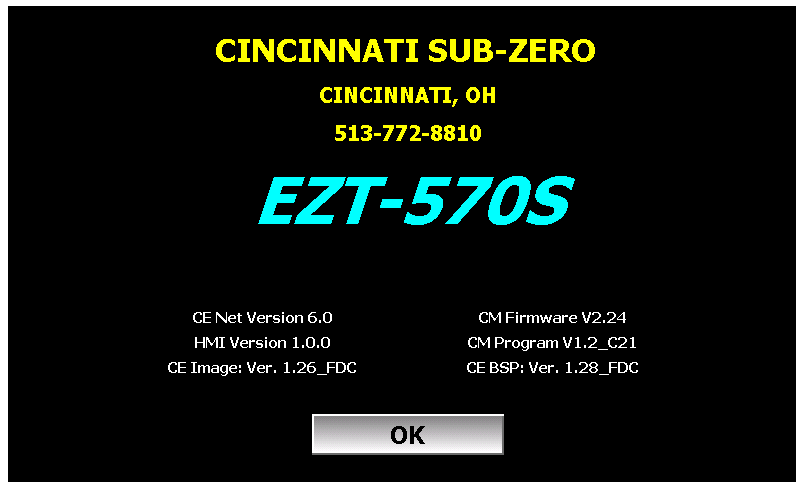 CINCINNATI SUB-ZERO
CINCINNATI, OH
513-772-8810
EZT-570S
CE Net Version 6.0
CM Firmware V2.24
HMI Version 1.0.0
CM Program V1.2_C21
CE Image: Ver. 1.26_FDC
CE BSP: Ver. 1.28_FDC
OK